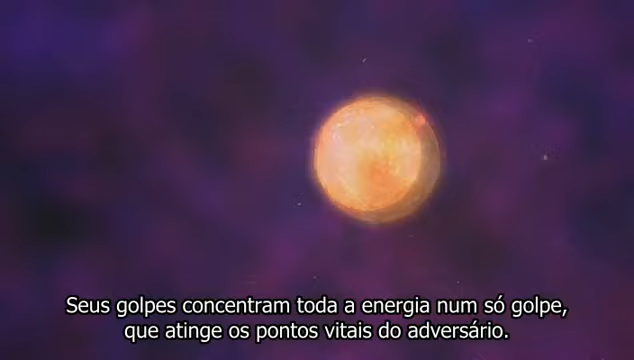 Seus golpes concentram toda a energia num só golpe,
que atinge os pontos vitais do adversário.